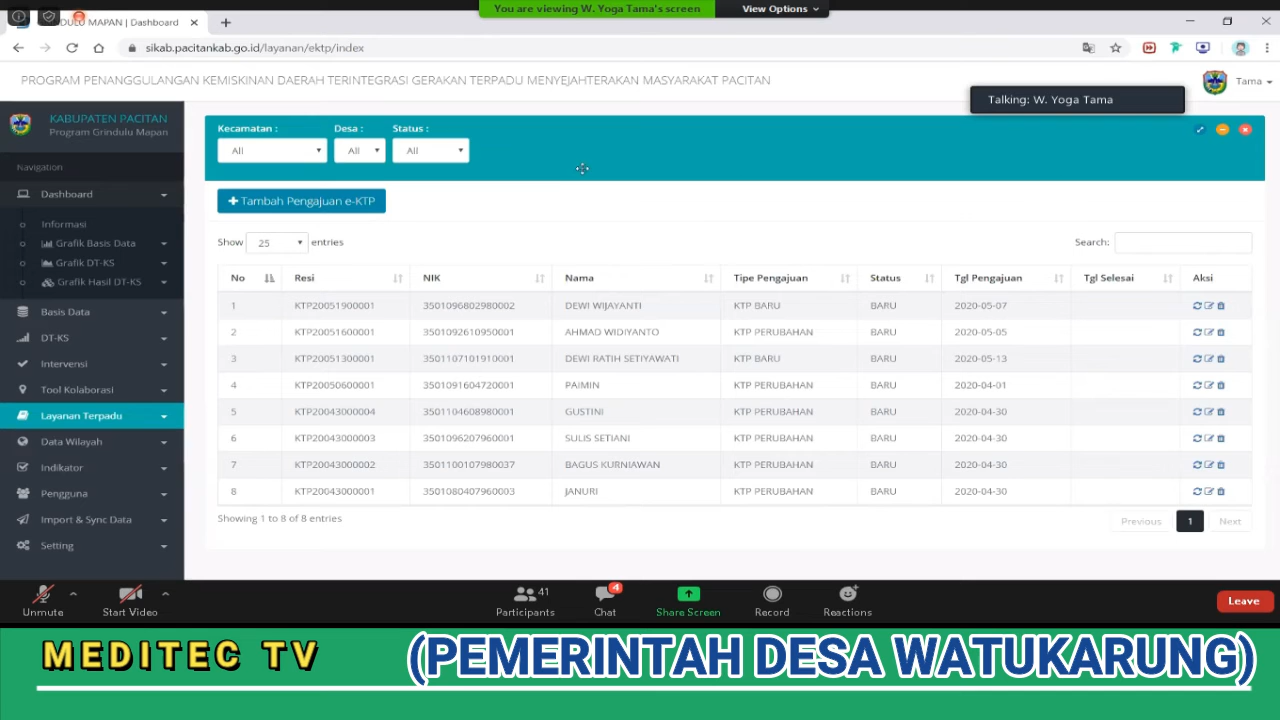 You are viewing W. Yoga Tama's screen
View Options
DULO MAPAN | Dashboard
sikab.pacitankab.go.id/layanan/ektp/index
PROGRAM PENANGGULANGAN KEMISKINAN DAERAH TERINTEGRASI GERAKAN TERPADU MENYEJAHTERAKAN MASYARAKAT PACITAN
Tama
Talking: W. Yoga Tama
KABUPATEN PACITAN
Program Grindulu Mapan
Navigation
Dashboard
Informasi
Grafik Basis Data
Grafik DT-KS
Grafik Hasil DT-KS
Basis Data
DT-KS
Intervensi
Tool Kolaborasi
Layanan Terpadu
Data Wilayah
Indikator
Pengguna
Import & Sync Data
Setting
Kecamatan : Desa : Status :
All All All
Tambah Pengajuan e-KTP
Show 25 entries Search:
No Resi NIK Nama Tipe Pengajuan Status Tgl Pengajuan Tgl Selesai Aksi
1 KTP20051900001 3501096802980002 DEWI WIJAYANTI KTP BARU BARU 2020-05-07
2 KTP20051600001 3501092610950001 AHMAD WIDIYANTO KTP PERUBAHAN BARU 2020-05-05
3 KTP20051300001 3501107101910001 DEWI RATIH SETIYAWATI KTP BARU BARU 2020-05-13
4 KTP20050600001 3501091604720001 PAIMIN KTP PERUBAHAN BARU 2020-04-01
5 KTP20043000004 3501104608980001 GUSTINI KTP PERUBAHAN BARU 2020-04-30
6 KTP20043000003 3501096207960001 SULIS SETIANI KTP PERUBAHAN BARU 2020-04-30
7 KTP20043000002 3501100107980037 BAGUS KURNIAWAN KTP PERUBAHAN BARU 2020-04-30
8 KTP20043000001 3501080407960003 JANURI KTP PERUBAHAN BARU 2020-04-30
Showing 1 to 8 of 8 entries
Previous 1 Next
Unmute Start Video Participants 41 Chat 4 Share Screen Record Reactions Leave
MEDITEC TV (PEMERINTAH DESA WATUKARUNG)